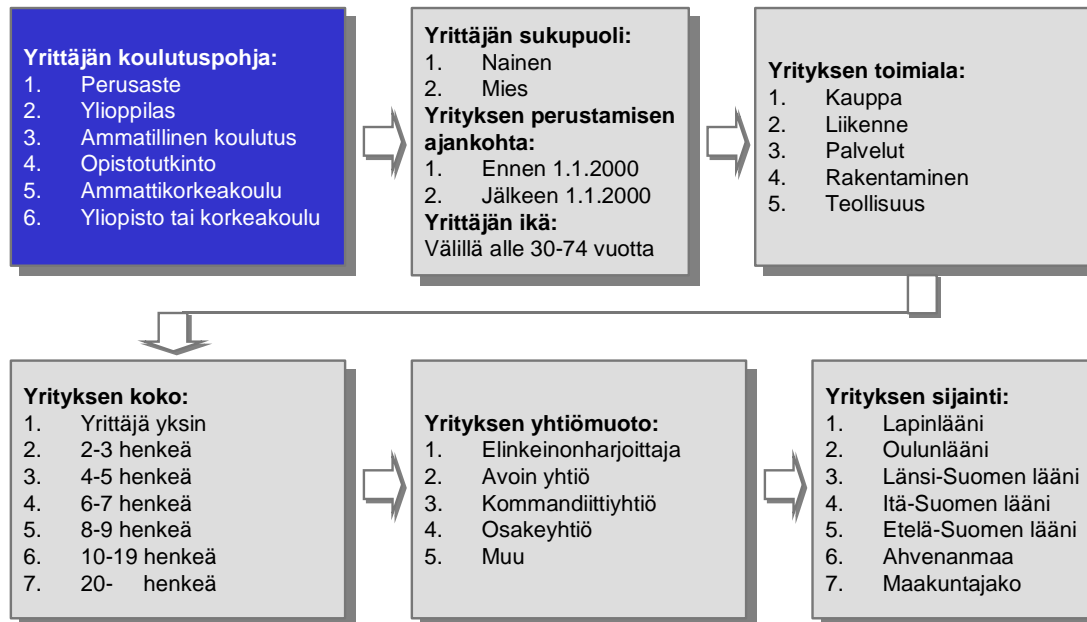 Yrittäjän koulutuspohja:
1. Perusaste
2. Ylioppilas
3. Ammatillinen koulutus
4. Opistotutkinto
5. Ammattikorkeakoulu
6. Yliopisto tai korkeakoulu
Yrittäjän sukupuoli:
1. Nainen
2. Mies
Yrityksen perustamisen
ajankohta:
1. Ennen 1.1.2000
2. Jälkeen 1.1.2000
Yrittäjän ikä:
Välillä alle 30-74 vuotta
Yrityksen toimiala:
1. Kauppa
2. Liikenne
3. Palvelut
4. Rakentaminen
5. Teollisuus
Yrityksen koko:
1. Yrittäjä yksin
2. 2-3 henkeä
3. 4-5 henkeä
4. 6-7 henkeä
5. 8-9 henkeä
6. 10-19 henkeä
7. 20- henkeä
Yrityksen yhtiömuoto:
1. Elinkeinonharjoittaja
2. Avoin yhtiö
3. Kommandiittiyhtiö
4. Osakeyhtiö
5. Muu
Yrityksen sijainti:
1. Lapinlääni
2. Oulunlääni
3. Länsi-Suomen lääni
4. Itä-Suomen lääni
5. Etelä-Suomen lääni
6. Ahvenanmaa
7. Maakuntajako